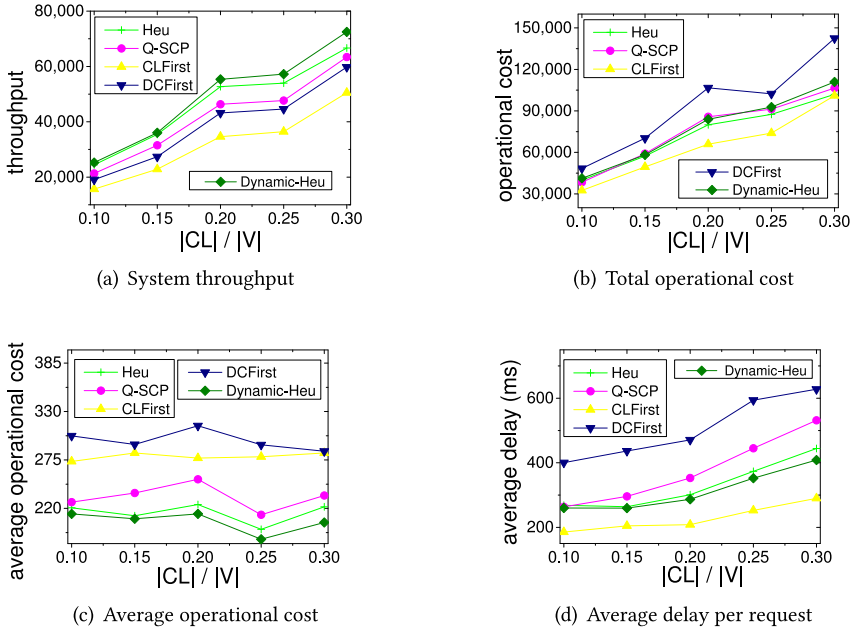 80,000
60,000
40,000
20,000
throughput
Heu
Q-SCP
CLFirst
DCFirst
Dynamic-Heu
0.10 0.15 0.20 0.25 0.30
|CL| / |V|
(a) System throughput
150,000
120,000
90,000
60,000
30,000
operational cost
Heu
Q-SCP
CLFirst
DCFirst
Dynamic-Heu
0.10 0.15 0.20 0.25 0.30
|CL| / |V|
(b) Total operational cost
385
330
275
220
average operational cost
Heu
Q-SCP
CLFirst
DCFirst
Dynamic-Heu
0.10 0.15 0.20 0.25 0.30
|CL| / |V|
(c) Average operational cost
600
400
200
average delay (ms)
Heu
Q-SCP
CLFirst
DCFirst
Dynamic-Heu
0.10 0.15 0.20 0.25 0.30
|CL| / |V|
(d) Average delay per request